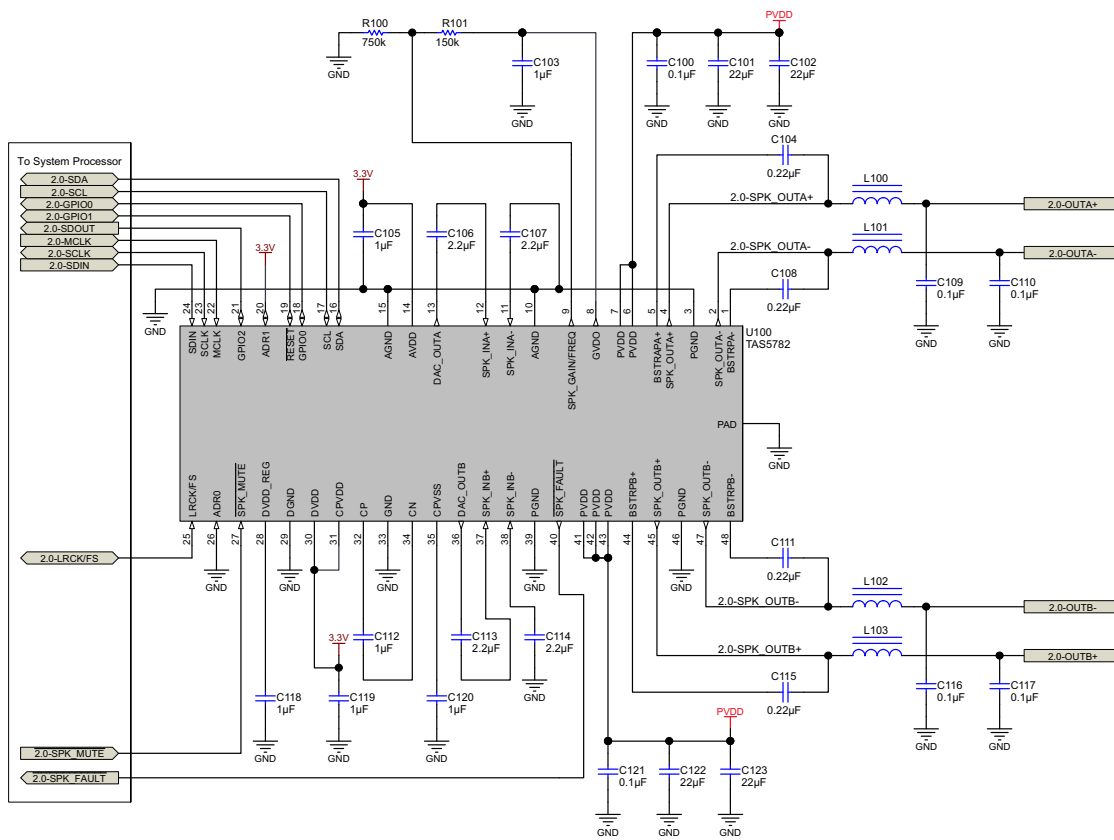 PVDD
R100
750k
R101
150k
GND
C103
1µF
GND
C100
0.1µF
GND
C101
22µF
GND
C102
22µF
GND
To System Processor
2.0-SDA
2.0-SCL
2.0-GPIO0
2.0-GPIO1
2.0-SDOUT
2.0-MCLK
2.0-SCLK
2.0-SDIN
3.3V
3.3V
C105
1µF
C106
2.2µF
C107
2.2µF
C104
0.22µF
2.0-SPK_OUTA+
L100
2.0-OUTA+
2.0-SPK_OUTA-
L101
2.0-OUTA-
C108
0.22µF
C109
0.1µF
GND
C110
0.1µF
GND
GND
24 23 22 21 20 19 18 17 16 15 14 13 12 11 10 9 8 7 6 5 4 3 2 1
U100
TAS5782
SDIN
SCLK
MCLK
GPIO2
ADR1
RESET
GPIO0
SCL
SDA
AGND
AVDD
DAC_OUTA
SPK_INA+
SPK_INA-
AGND
SPK_GAIN/FREQ
GVDO
PVDD
PVDD
BSTRAPA+
SPK_OUTA+
PGND
SPK_OUTA-
BSTRPA-
PAD
GND
LRCK/FS
ADR0
SPK_MUTE
DVDD_REG
DGND
DVDD
CPVDD
CP
GND
CN
CPVSS
DAC_OUTB
SPK_INB+
SPK_INB-
PGND
SPK_FAULT
PVDD
PVDD
PVDD
BSTRPB+
SPK_OUTB+
PGND
SPK_OUTB-
BSTRPB-
25 26 27 28 29 30 31 32 33 34 35 36 37 38 39 40 41 42 43 44 45 46 47 48
2.0-LRCK/FS
GND
GND
GND
GND
GND
C111
0.22µF
2.0-SPK_OUTB-
L102
2.0-OUTB-
2.0-SPK_OUTB+
L103
2.0-OUTB+
C112
1µF
C113
2.2µF
C114
2.2µF
GND
3.3V
C118
1µF
GND
C119
1µF
GND
C120
1µF
GND
C115
0.22µF
C116
0.1µF
GND
C117
0.1µF
GND
PVDD
2.0-SPK_MUTE
2.0-SPK_FAULT
C121
0.1µF
GND
C122
22µF
GND
C123
22µF
GND